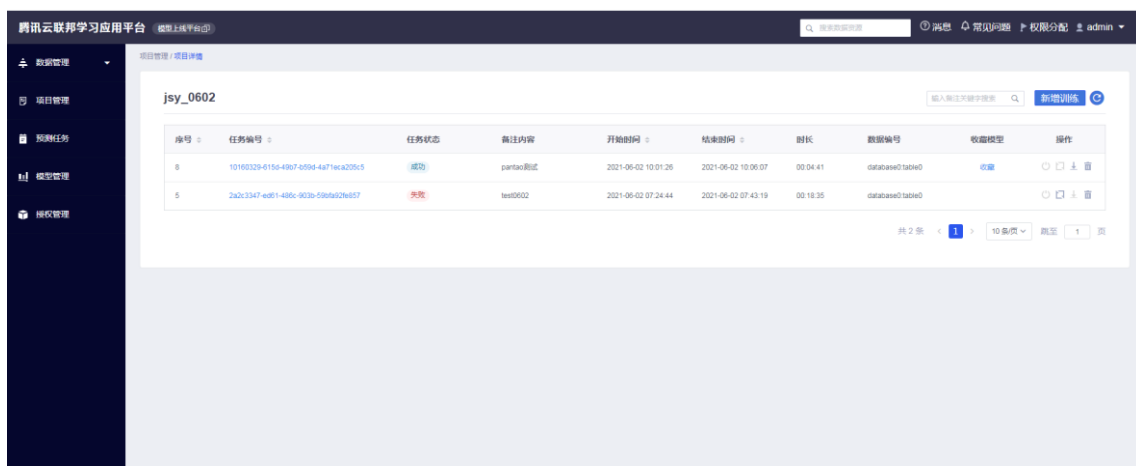 腾讯云联邦学习应用平台 模型上线平台 搜索数据资源 消息 常见问题 权限分配 admin
数据管理
项目管理
预测任务
模型管理
授权管理
项目管理 / 项目详情
jsy_0602 输入备注关键字搜索 新增训练
序号 任务编号 任务状态 备注内容 开始时间 结束时间 时长 数据编号 收藏模型 操作
6 10160329-615d-49b7-b59d-4a71eca205c5 成功 pantao测试 2021-06-02 10:01:26 2021-06-02 10:06:07 00:04:41 database0:table0 收藏
5 2a2c3347-ed61-486c-903b-59bfa92fe657 失败 test0602 2021-06-02 07:24:44 2021-06-02 07:43:19 00:18:35 database0:table0
共 2 条 < 1 > 10 条/页 跳至 1 页